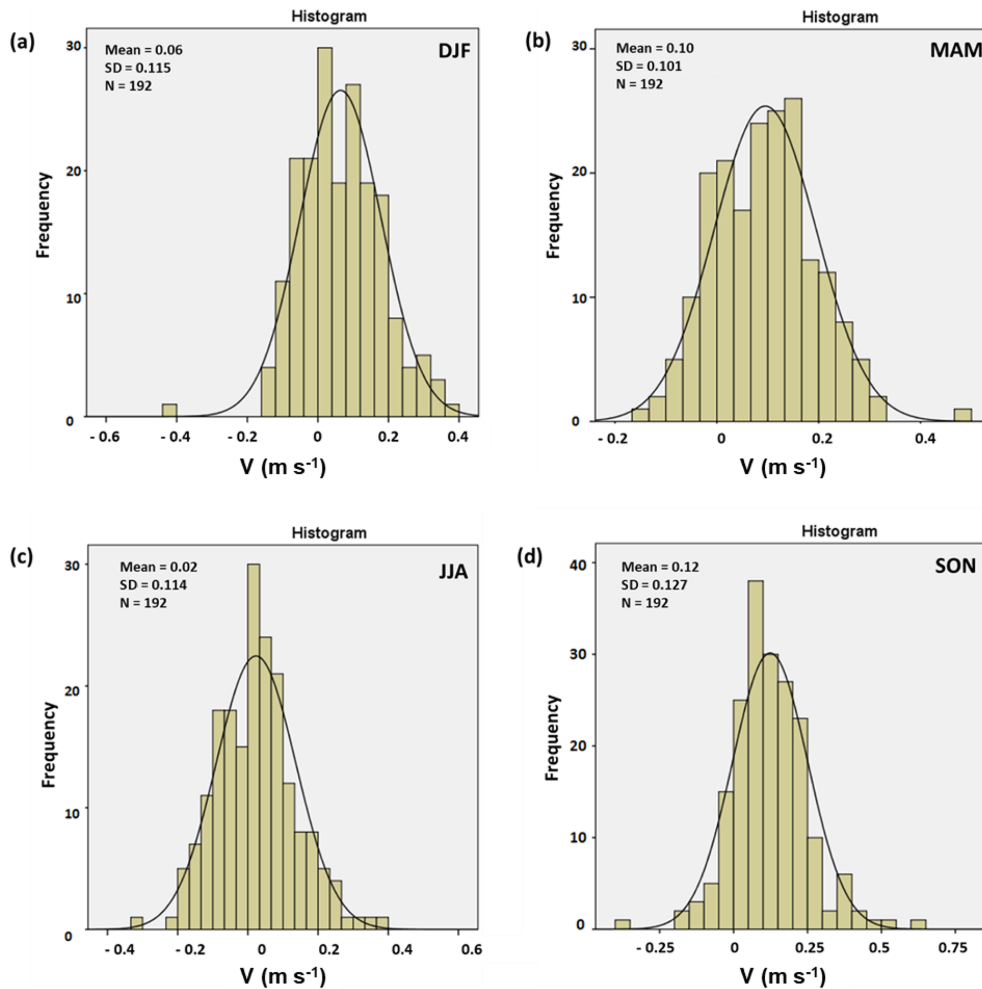 Histogram
(a)
DJF
Mean = 0.06
SD = 0.115
N = 192
30
20
10
0
Frequency
- 0.6
- 0.4
- 0.2
0
0.2
0.4
V (m s-1)
Histogram
(b)
MAM
Mean = 0.10
SD = 0.101
N = 192
30
20
10
0
Frequency
- 0.2
0
0.2
0.4
V (m s-1)
Histogram
(c)
JJA
Mean = 0.02
SD = 0.114
N = 192
30
20
10
0
Frequency
- 0.4
- 0.2
0
0.2
0.4
0.6
V (m s-1)
Histogram
(d)
SON
Mean = 0.12
SD = 0.127
N = 192
40
30
20
10
0
Frequency
-0.25
0
0.25
0.5
0.75
V (m s-1)